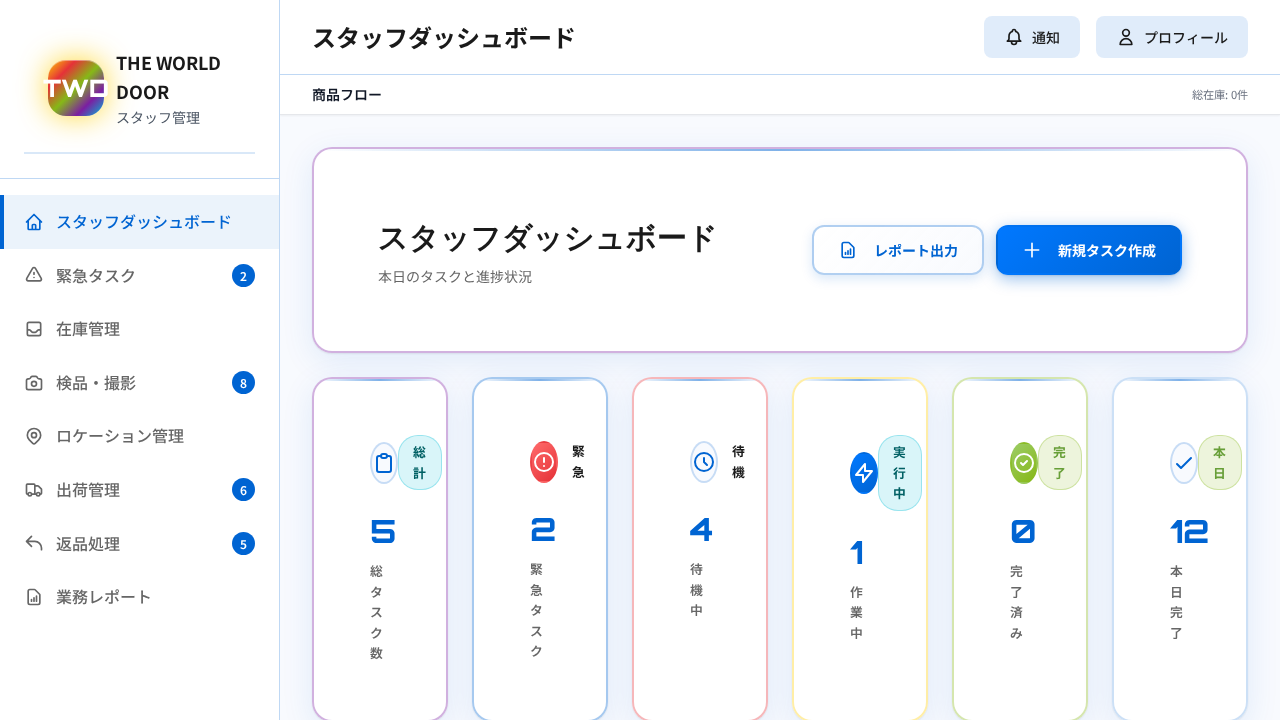 TWD
THE WORLD
DOOR
スタッフ管理
スタッフダッシュボード
緊急タスク
2
在庫管理
検品・撮影
8
ロケーション管理
出荷管理
6
返品処理
5
業務レポート
スタッフダッシュボード
通知
プロフィール
商品フロー
総在庫: 0件
スタッフダッシュボード
本日のタスクと進捗状況
レポート出力
新規タスク作成
総計
5
総タスク数
緊急
2
緊急タスク
待機
4
待機中
実行中
1
作業中
完了
0
完了済み
本日
12
本日完了